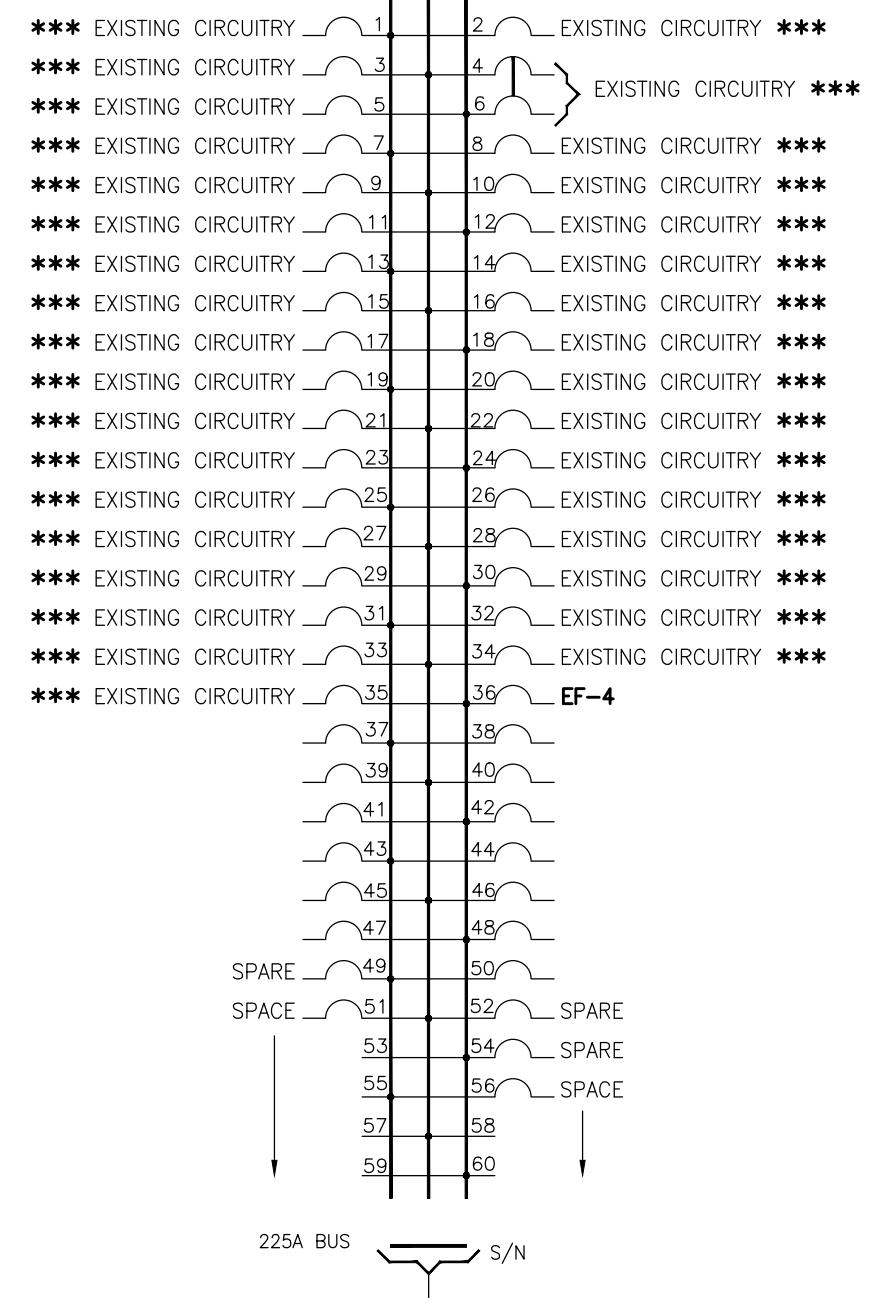 *** EXISTING CIRCUITRY 1 2 EXISTING CIRCUITRY ***
*** EXISTING CIRCUITRY 3 4
EXISTING CIRCUITRY ***
*** EXISTING CIRCUITRY 5 6
*** EXISTING CIRCUITRY 7 8 EXISTING CIRCUITRY ***
*** EXISTING CIRCUITRY 9 10 EXISTING CIRCUITRY ***
*** EXISTING CIRCUITRY 11 12 EXISTING CIRCUITRY ***
*** EXISTING CIRCUITRY 13 14 EXISTING CIRCUITRY ***
*** EXISTING CIRCUITRY 15 16 EXISTING CIRCUITRY ***
*** EXISTING CIRCUITRY 17 18 EXISTING CIRCUITRY ***
*** EXISTING CIRCUITRY 19 20 EXISTING CIRCUITRY ***
*** EXISTING CIRCUITRY 21 22 EXISTING CIRCUITRY ***
*** EXISTING CIRCUITRY 23 24 EXISTING CIRCUITRY ***
*** EXISTING CIRCUITRY 25 26 EXISTING CIRCUITRY ***
*** EXISTING CIRCUITRY 27 28 EXISTING CIRCUITRY ***
*** EXISTING CIRCUITRY 29 30 EXISTING CIRCUITRY ***
*** EXISTING CIRCUITRY 31 32 EXISTING CIRCUITRY ***
*** EXISTING CIRCUITRY 33 34 EXISTING CIRCUITRY ***
*** EXISTING CIRCUITRY 35 36 EF-4
37 38
39 40
41 42
43 44
45 46
47 48
SPARE 49 50
SPACE 51 52 SPARE
53 54 SPARE
55 56 SPACE
57 58
59 60
225A BUS S/N